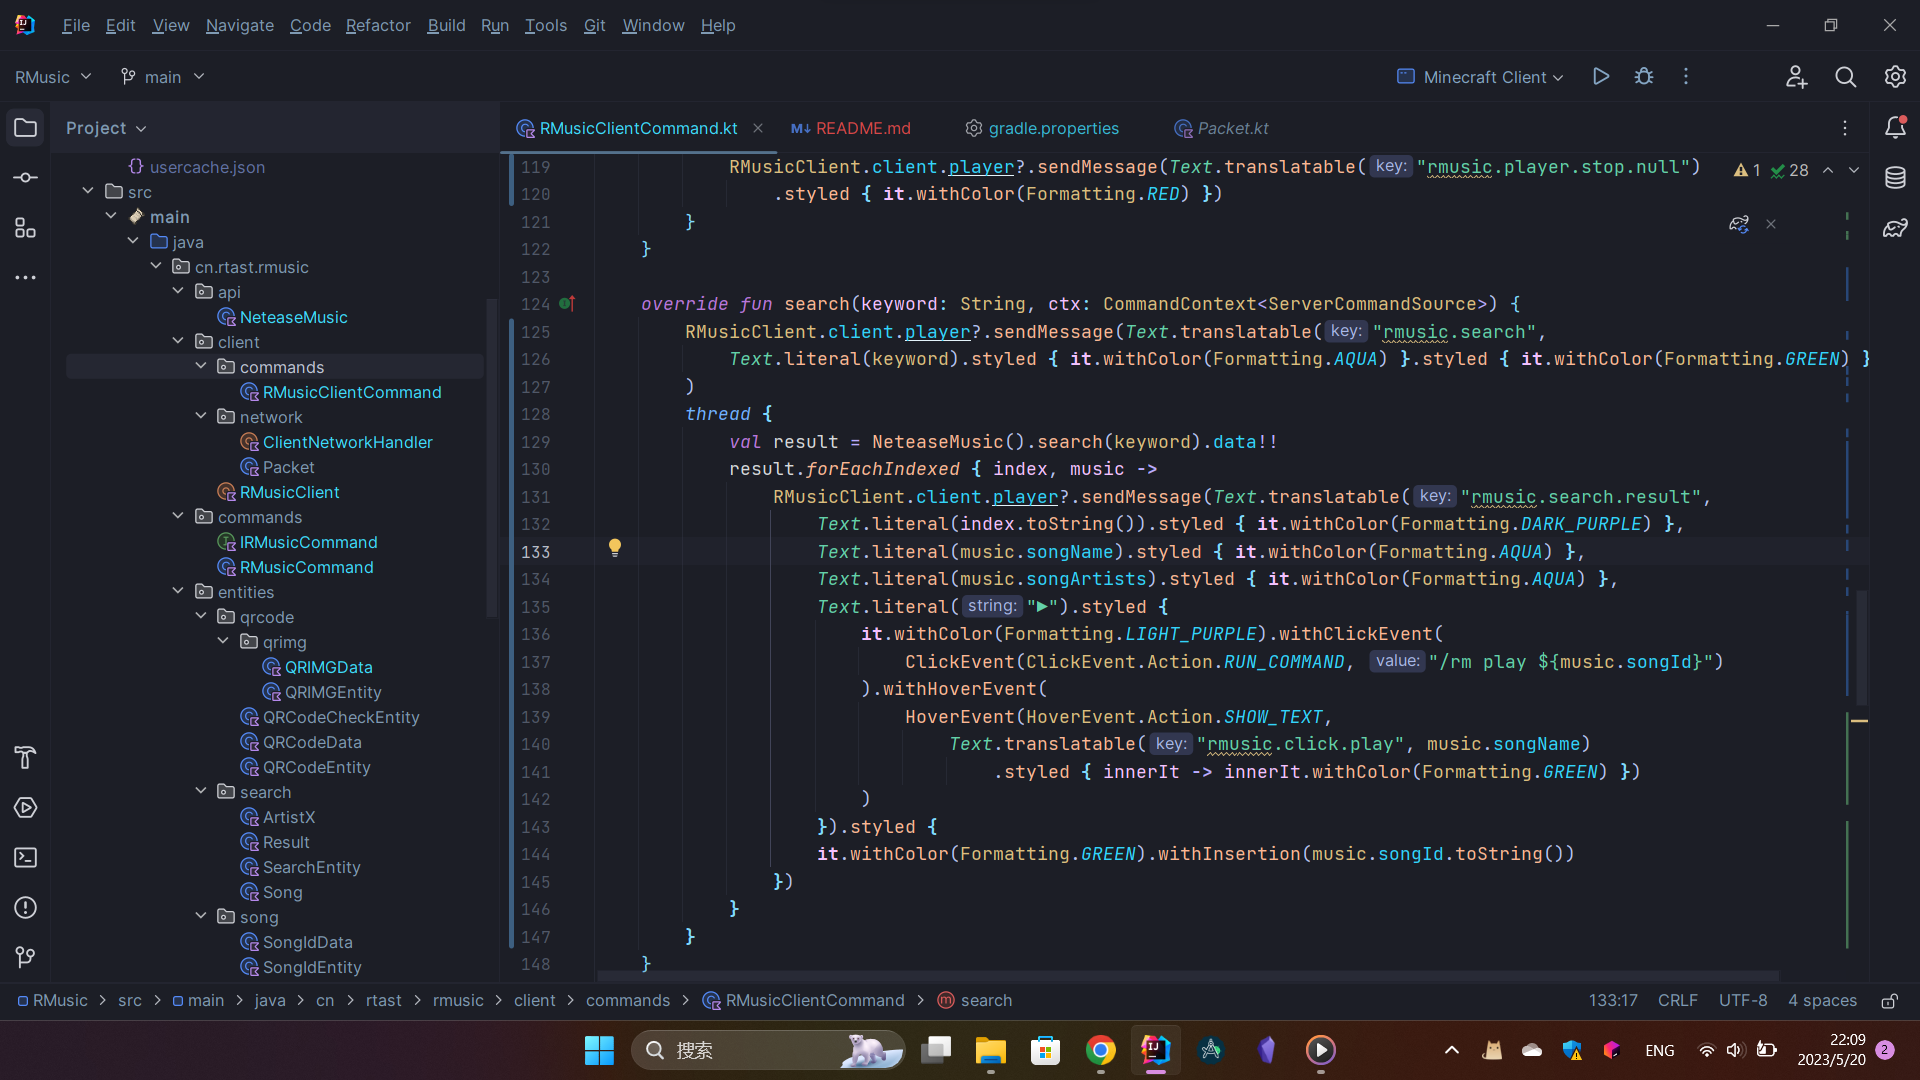 File Edit View Navigate Code Refactor Build Run Tools Git Window Help
RMusic main Minecraft Client
Project
RMusicClientCommand.kt README.md gradle.properties Packet.kt
usercache.json
src
main
java
cn.rtast.rmusic
api
NeteaseMusic
client
commands
RMusicClientCommand
network
ClientNetworkHandler
Packet
RMusicClient
commands
IRMusicCommand
RMusicCommand
entities
qrcode
qrimg
QRIMGData
QRIMGEntity
QRCodeCheckEntity
QRCodeData
QRCodeEntity
search
ArtistX
Result
SearchEntity
Song
song
SongIdData
SongIdEntity
1 28
119 RMusicClient.client.player?.sendMessage(Text.translatable( key: "rmusic.player.stop.null")
120 .styled { it.withColor(Formatting.RED) })
121 }
122 }
123
124 override fun search(keyword: String, ctx: CommandContext<ServerCommandSource>) {
125 RMusicClient.client.player?.sendMessage(Text.translatable( key: "rmusic.search",
126 Text.literal(keyword).styled { it.withColor(Formatting.AQUA) }.styled { it.withColor(Formatting.GREEN) }
127 )
128 thread {
129 val result = NeteaseMusic().search(keyword).data!!
130 result.forEachIndexed { index, music ->
131 RMusicClient.client.player?.sendMessage(Text.translatable( key: "rmusic.search.result",
132 Text.literal(index.toString()).styled { it.withColor(Formatting.DARK_PURPLE) },
133 Text.literal(music.songName).styled { it.withColor(Formatting.AQUA) },
134 Text.literal(music.songArtists).styled { it.withColor(Formatting.AQUA) },
135 Text.literal( string: "▶").styled {
136 it.withColor(Formatting.LIGHT_PURPLE).withClickEvent(
137 ClickEvent(ClickEvent.Action.RUN_COMMAND, value: "/rm play ${music.songId}")
138 ).withHoverEvent(
139 HoverEvent(HoverEvent.Action.SHOW_TEXT,
140 Text.translatable( key: "rmusic.click.play", music.songName)
141 .styled { innerIt -> innerIt.withColor(Formatting.GREEN) })
142 )
143 }).styled {
144 it.withColor(Formatting.GREEN).withInsertion(music.songId.toString())
145 })
146 }
147 }
148 }
RMusic > src > main > java > cn > rtast > rmusic > client > commands > RMusicClientCommand > search
133:17 CRLF UTF-8 4 spaces
搜索
ENG
22:09
2023/5/20
2